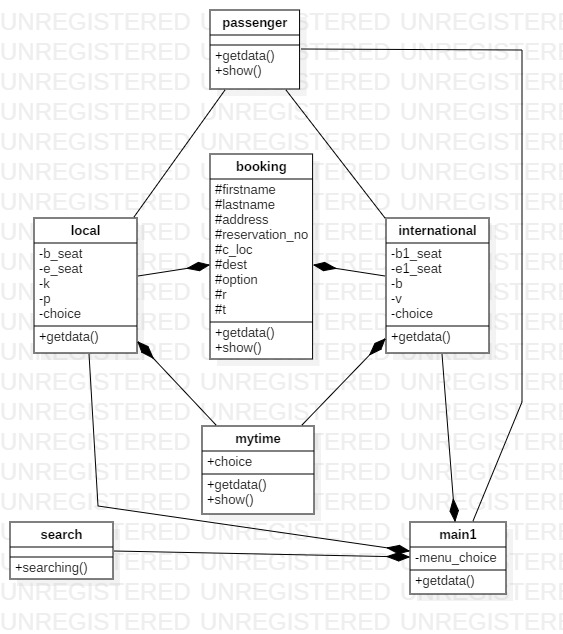 passenger
+getdata()
+show()
booking
#firstname
#lastname
#address
#reservation_no
#c_loc
#dest
#option
#r
#t
+getdata()
+show()
local
-b_seat
-e_seat
-k
-p
-choice
+getdata()
international
-b1_seat
-e1_seat
-b
-v
-choice
+getdata()
mytime
+choice
+getdata()
+show()
search
+searching()
main1
-menu_choice
+getdata()
UNREGISTERED